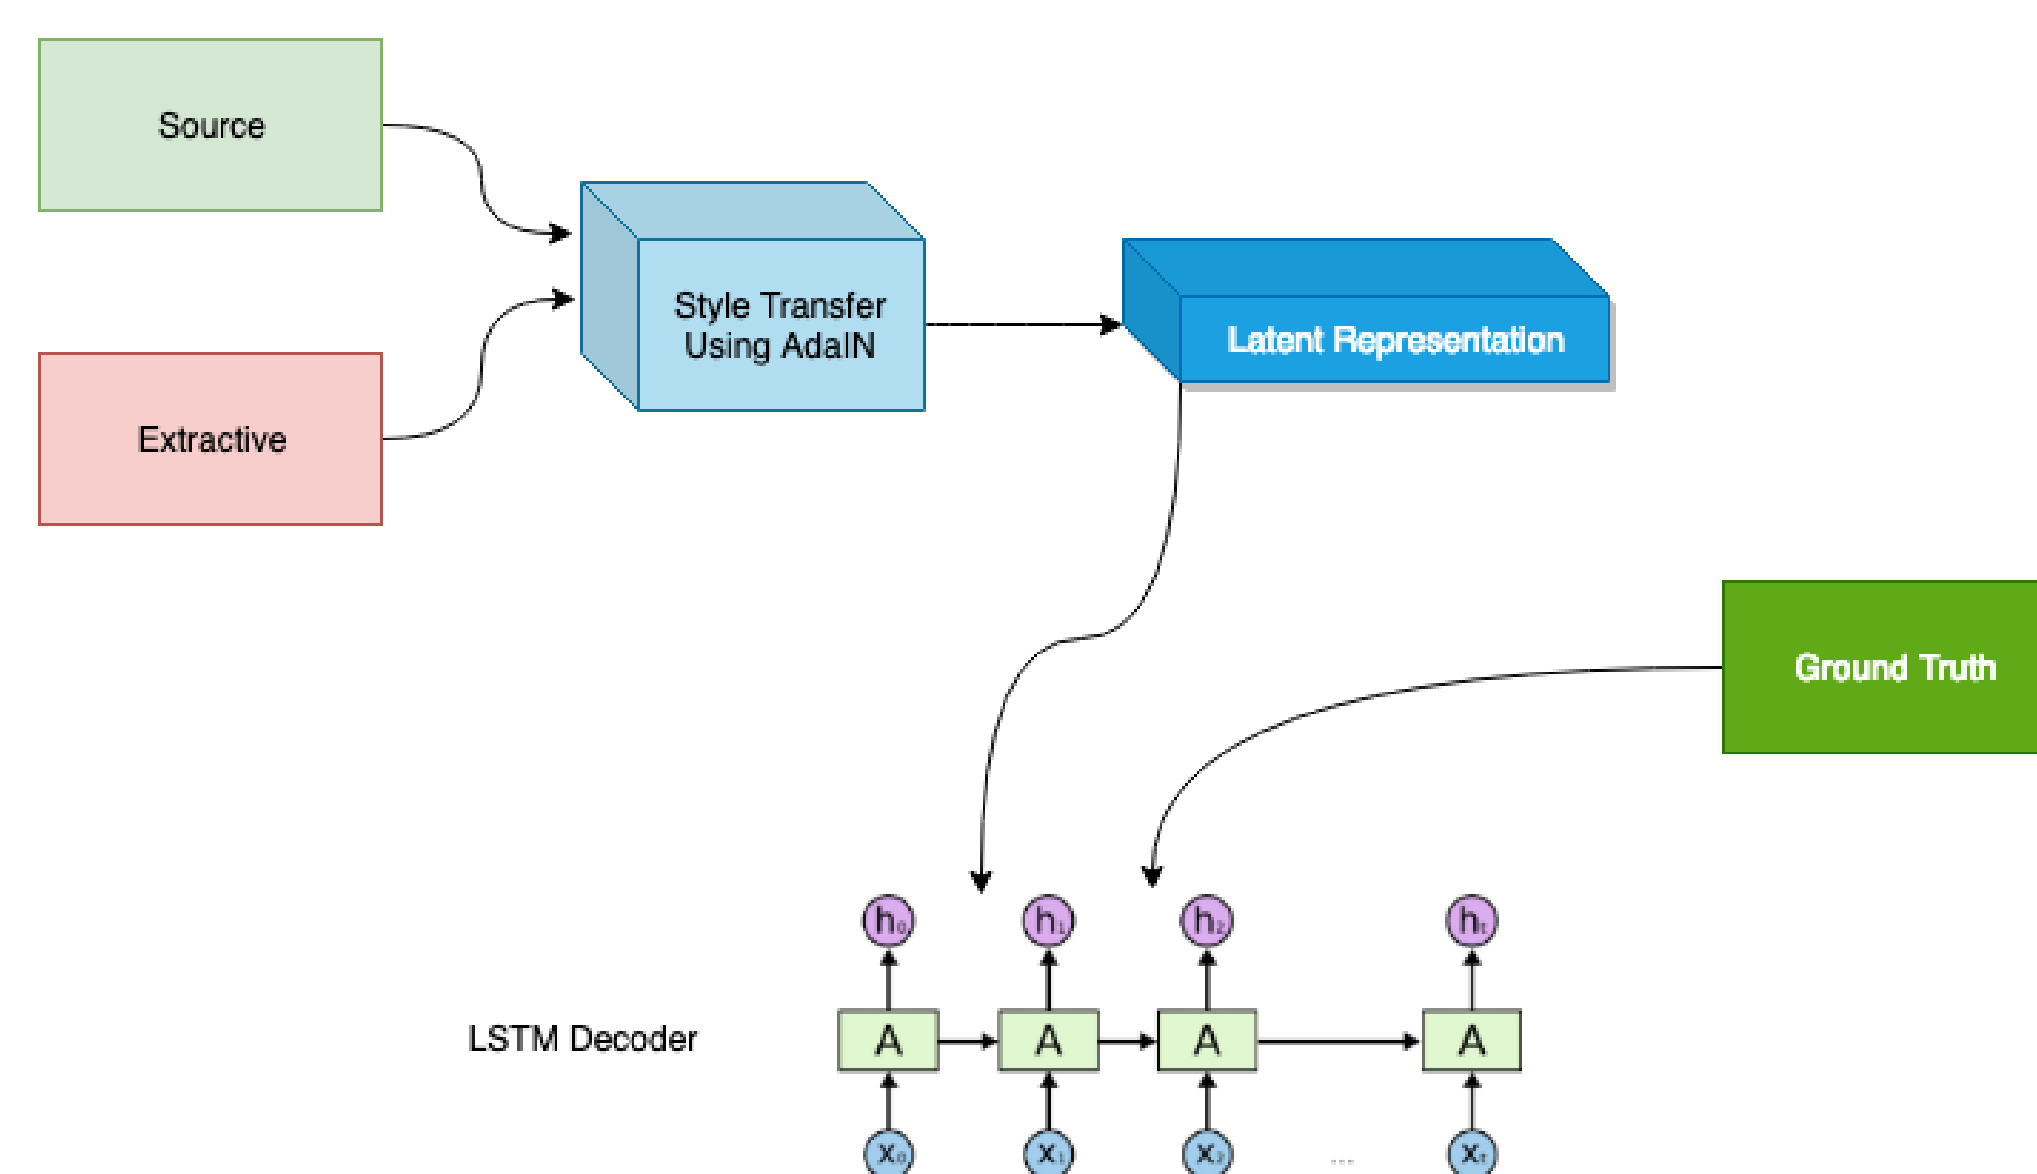 Source
Extractive
Style Transfer
Using AdaIN
Latent Representation
Ground Truth
LSTM Decoder
h₀ h₁ h₂ hₜ
A A A A
x₀ x₁ x₂ ... xₜ